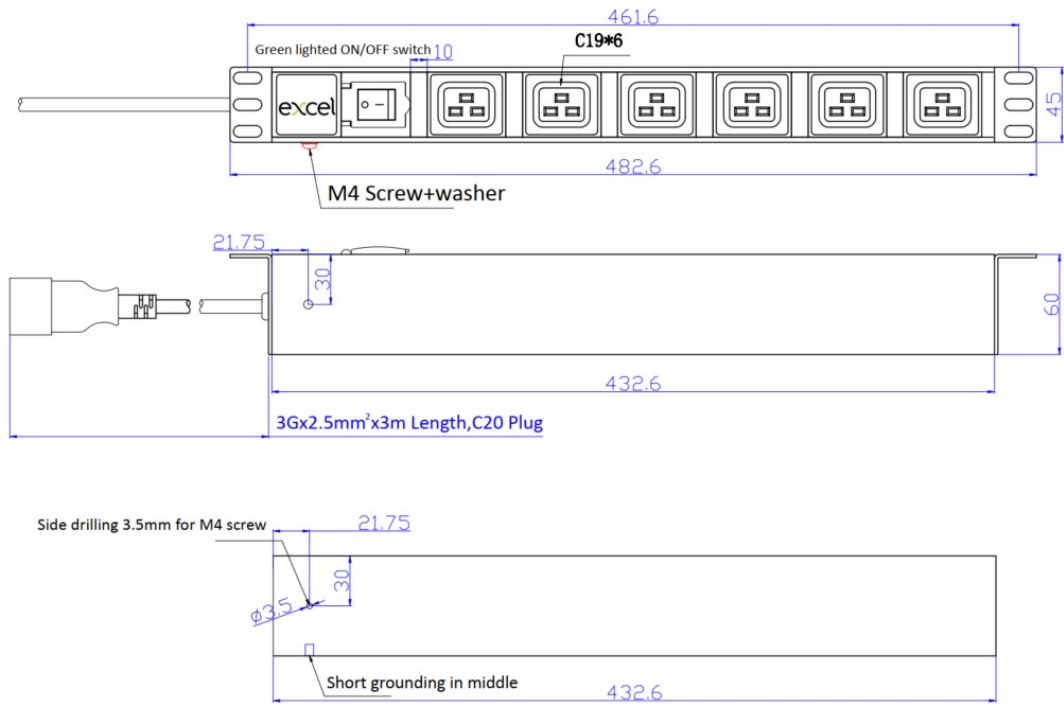 461.6
Green lighted ON/OFF switch
10
C19*6
excel
45
482.6
M4 Screw+washer
21.75
30
60
432.6
3Gx2.5mm²x3m Length,C20 Plug
Side drilling 3.5mm for M4 screw
21.75
30
ø3.5
Short grounding in middle
432.6